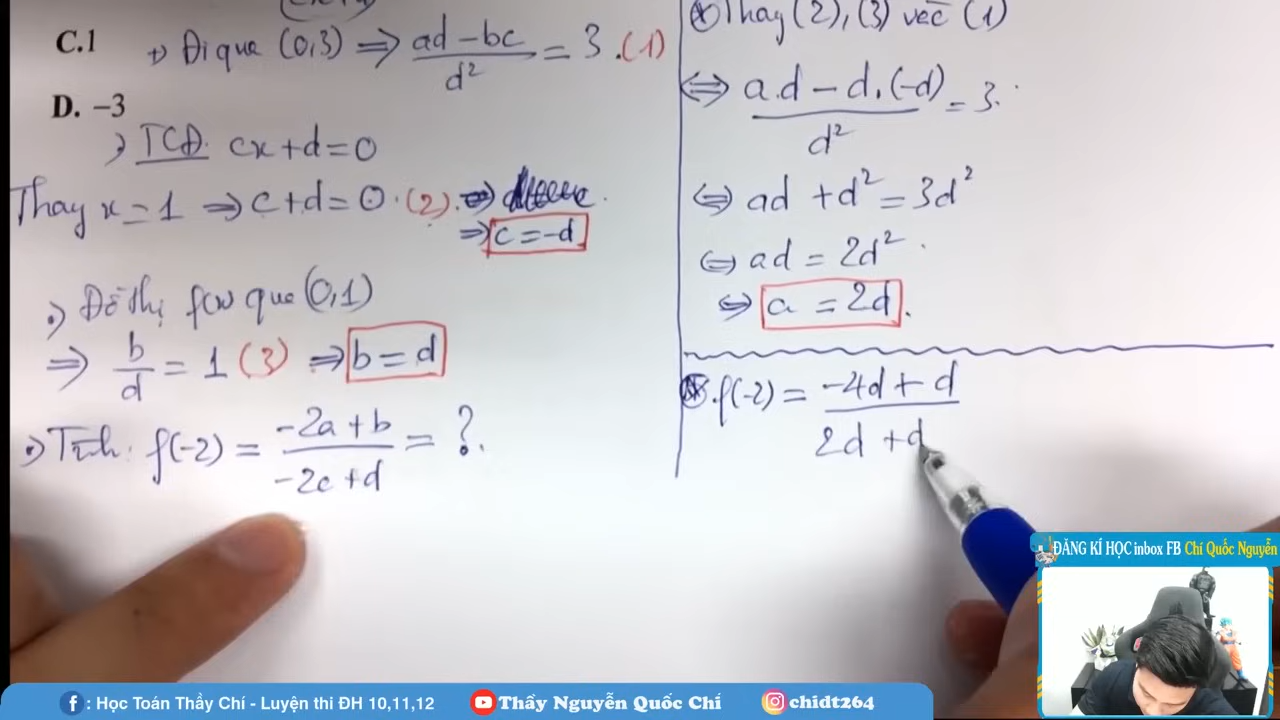 C.1
+) Đi qua (0,3) ⟹ ad - bc / d² = 3 . (1)
D. −3
TCĐ. cx + d = 0
Thay x = 1 ⟹ c + d = 0 . (2).
⟹ c = -d
Đồ thị f(x) qua (0,1)
⟹ b / d = 1 (3) ⟹ b = d
Tính: f(-2) = -2a + b / -2c + d = ?.
Thay (2), (3) về (1)
⟺ a.d - d.(-d) / d² = 3.
⟺ ad + d² = 3d²
⟺ ad = 2d²
⟺ a = 2d.
f(-2) = -4d + d / 2d + d
ĐĂNG KÍ HỌC inbox FB Chí Quốc Nguyễn
: Học Toán Thầy Chí - Luyện thi ĐH 10,11,12
Thầy Nguyễn Quốc Chí
chidt264